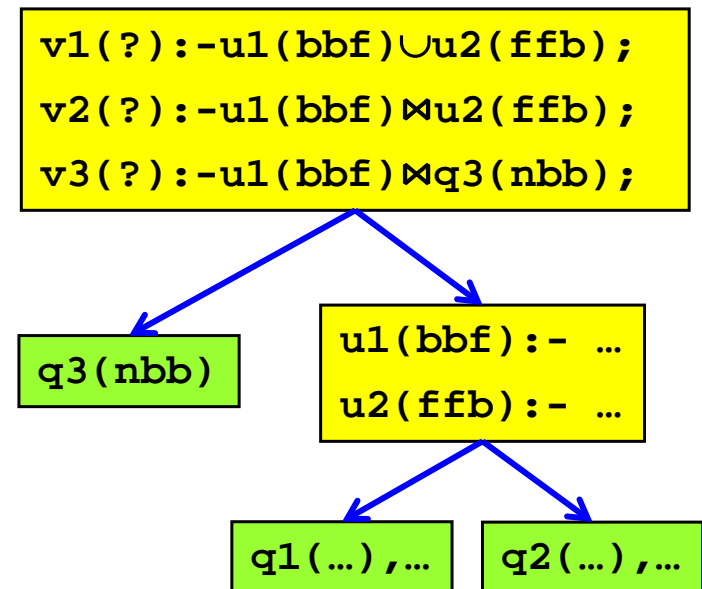 v1(?):-u1(bbf)∪u2(ffb);
v2(?):-u1(bbf)⋈u2(ffb);
v3(?):-u1(bbf)⋈q3(nbb);
q3(nbb)
u1(bbf):- …
u2(ffb):- …
q1(…),…
q2(…),…